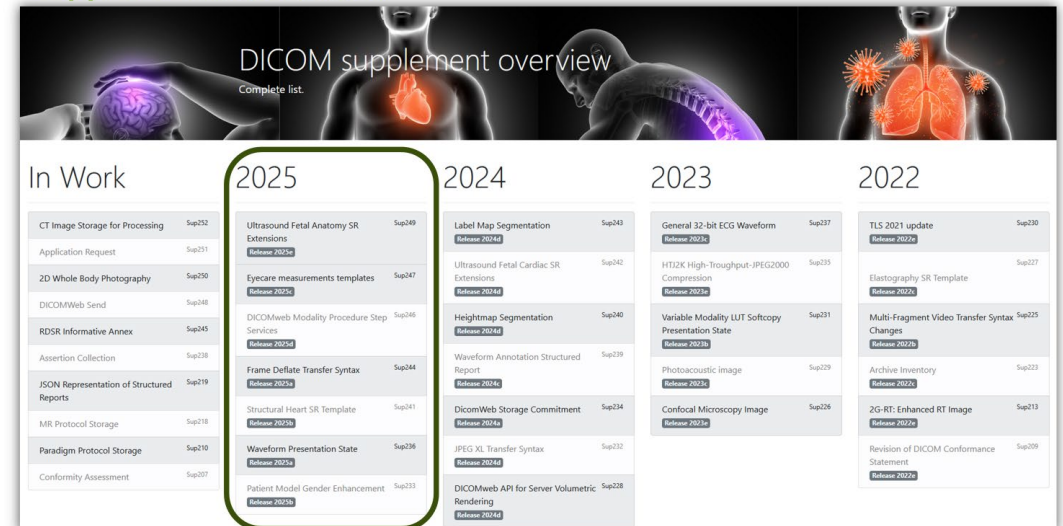 DICOM supplement overview
Complete list.
In Work
CT Image Storage for Processing Sup252
Application Request Sup251
2D Whole Body Photography Sup250
DICOMWeb Send Sup248
RDSR Informative Annex Sup245
Assertion Collection Sup238
JSON Representation of Structured Sup219
Reports
MR Protocol Storage Sup218
Paradigm Protocol Storage Sup210
Conformity Assessment Sup207
2025
Ultrasound Fetal Anatomy SR Sup249
Extensions
Release 2025e
Eyecare measurements templates Sup247
Release 2025c
DICOMweb Modality Procedure Step Sup246
Services
Release 2025d
Frame Deflate Transfer Syntax Sup244
Release 2025a
Structural Heart SR Template Sup241
Release 2025b
Waveform Presentation State Sup236
Release 2025a
Patient Model Gender Enhancement Sup233
Release 2025b
2024
Label Map Segmentation Sup243
Release 2024d
Ultrasound Fetal Cardiac SR Sup242
Extensions
Release 2024d
Heightmap Segmentation Sup240
Release 2024d
Waveform Annotation Structured Sup239
Report
Release 2024c
DicomWeb Storage Commitment Sup234
Release 2024a
JPEG XL Transfer Syntax Sup232
Release 2024d
DICOMweb API for Server Volumetric Sup228
Rendering
Release 2024d
2023
General 32-bit ECG Waveform Sup237
Release 2023c
HTJ2K High-Troughput-JPEG2000 Sup235
Compression
Release 2023e
Variable Modality LUT Softcopy Sup231
Presentation State
Release 2023b
Photoacoustic image Sup229
Release 2023c
Confocal Microscopy Image Sup226
Release 2023e
2022
TLS 2021 update Sup230
Release 2022e
Sup227
Elastography SR Template
Release 2022c
Multi-Fragment Video Transfer Syntax Sup225
Changes
Release 2022b
Archive Inventory Sup223
Release 2022c
2G-RT: Enhanced RT Image Sup213
Release 2022e
Revision of DICOM Conformance Sup209
Statement
Release 2022e